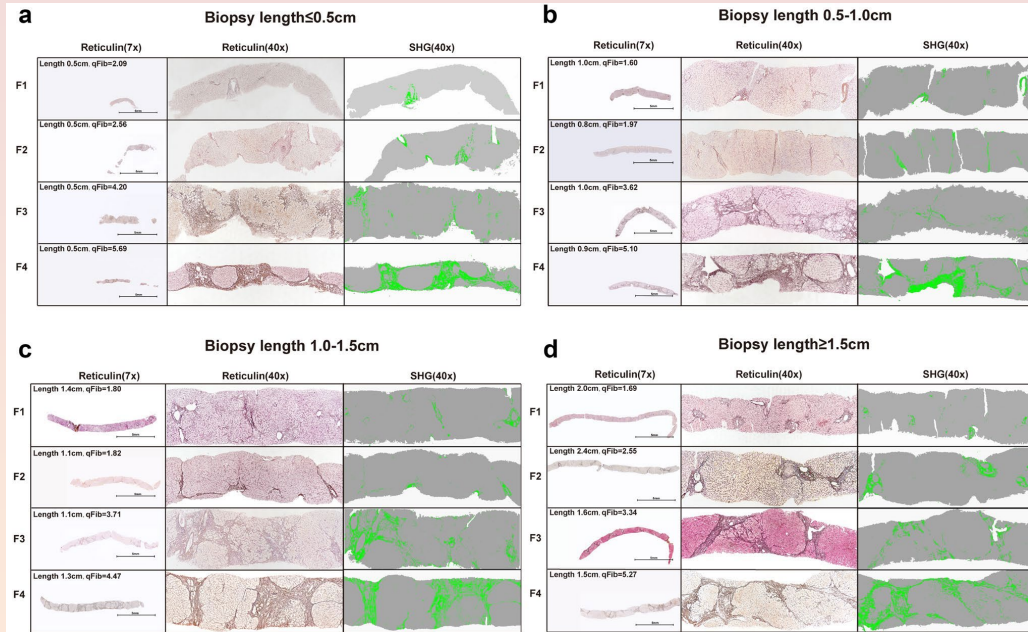 a
Biopsy length≤0.5cm
Reticulin(7x) Reticulin(40x) SHG(40x)
F1
Length 0.5cm, qFib=2.09
F2
Length 0.5cm, qFib=2.56
F3
Length 0.5cm, qFib=4.20
F4
Length 0.5cm, qFib=5.69
b
Biopsy length 0.5-1.0cm
Reticulin(7x) Reticulin(40x) SHG(40x)
F1
Length 1.0cm, qFib=1.60
F2
Length 0.8cm, qFib=1.97
F3
Length 1.0cm, qFib=3.62
F4
Length 0.9cm, qFib=5.10
c
Biopsy length 1.0-1.5cm
Reticulin(7x) Reticulin(40x) SHG(40x)
F1
Length 1.4cm, qFib=1.80
F2
Length 1.1cm, qFib=1.82
F3
Length 1.1cm, qFib=3.71
F4
Length 1.3cm, qFib=4.47
d
Biopsy length≥1.5cm
Reticulin(7x) Reticulin(40x) SHG(40x)
F1
Length 2.0cm, qFib=1.69
F2
Length 2.4cm, qFib=2.55
F3
Length 1.6cm, qFib=3.34
F4
Length 1.5cm, qFib=5.27